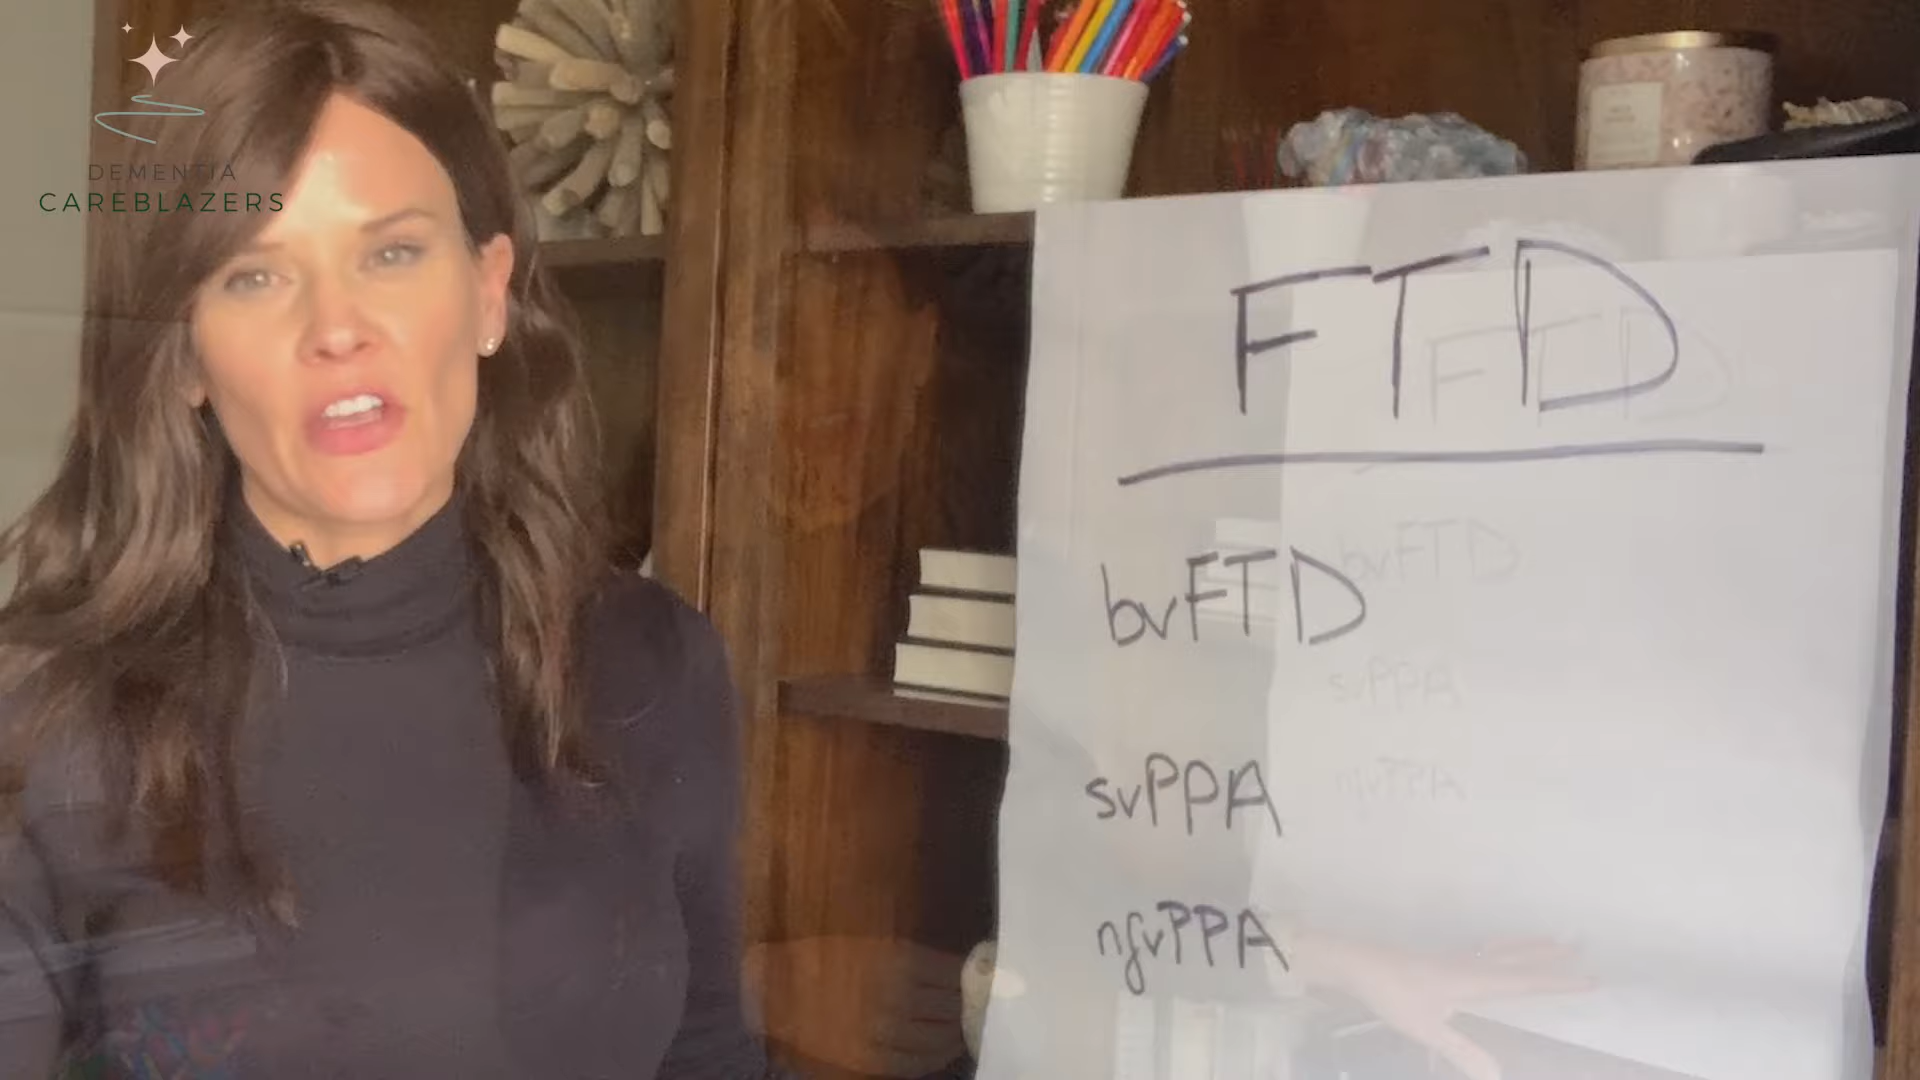 DEMENTIA
CAREBLAZERS
FTD
bvFTD
svPPA
nfvPPA